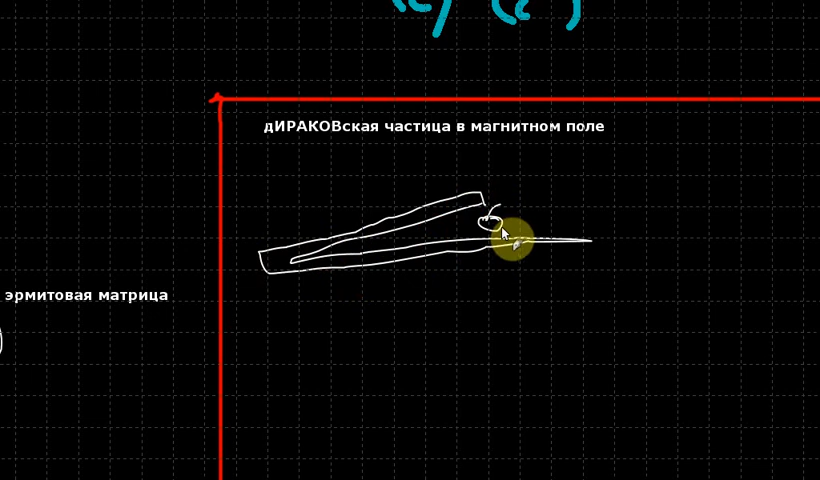 дИРАКОВская частица в магнитном поле
эрмитовая матрица